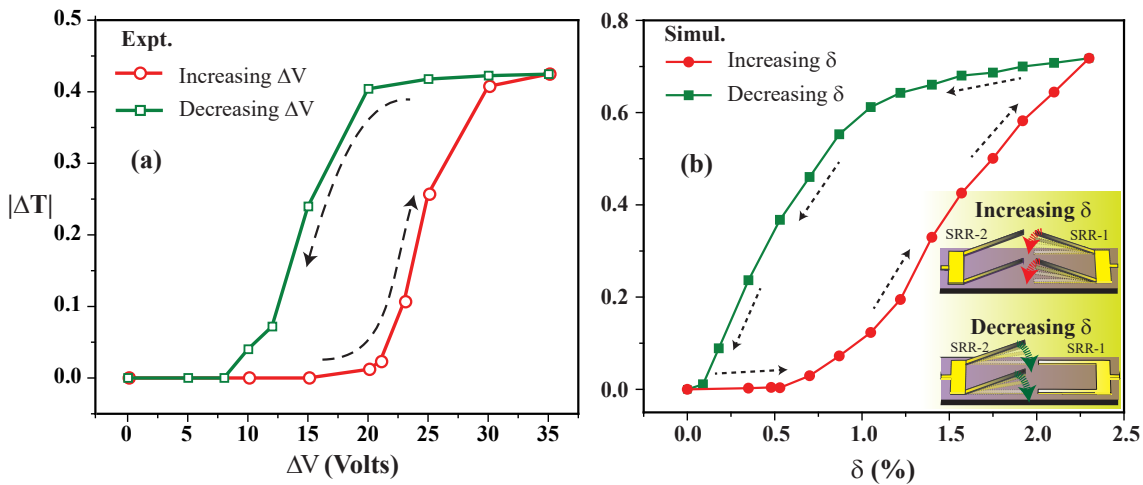 Expt.
Increasing ΔV
Decreasing ΔV
(a)
|ΔT|
0.5
0.4
0.3
0.2
0.1
0.0
0 5 10 15 20 25 30 35
ΔV (Volts)
Simul.
Increasing δ
Decreasing δ
(b)
0.8
0.6
0.4
0.2
0.0
0.0 0.5 1.0 1.5 2.0 2.5
δ (%)
Increasing δ
SRR-2 SRR-1
Decreasing δ
SRR-2 SRR-1